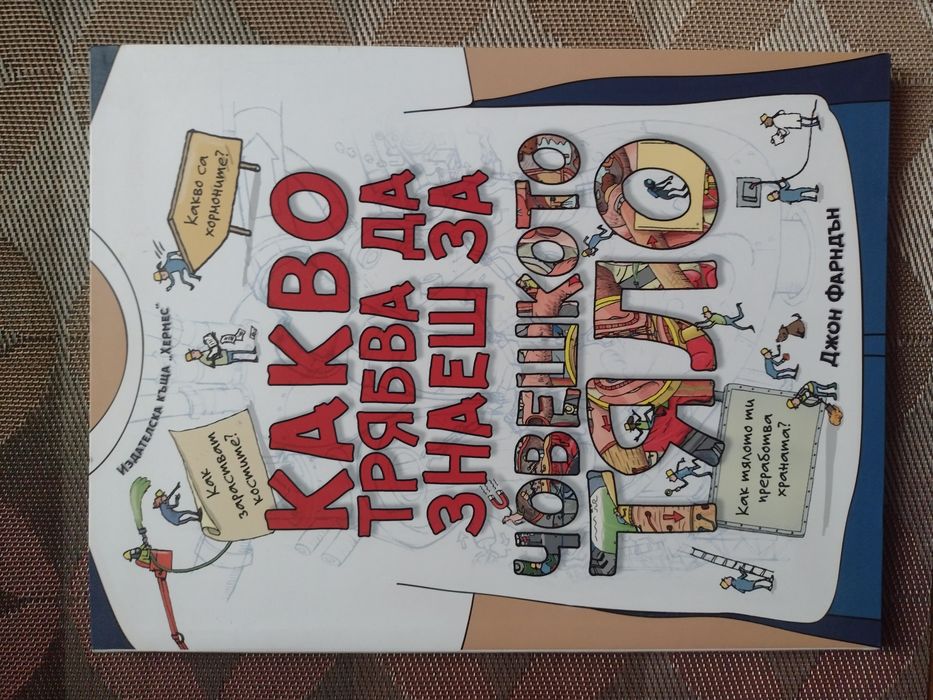 Издателска къща „Хермес“
Какво са
хормоните?
Как
зарастват
костите?
КАКВО
ТРЯБВА ДА
ЗНАЕШ ЗА
ЧОВЕШКОТО
ТЯЛО
Как тялото ти
преработва
храната?
Джон Фарндън